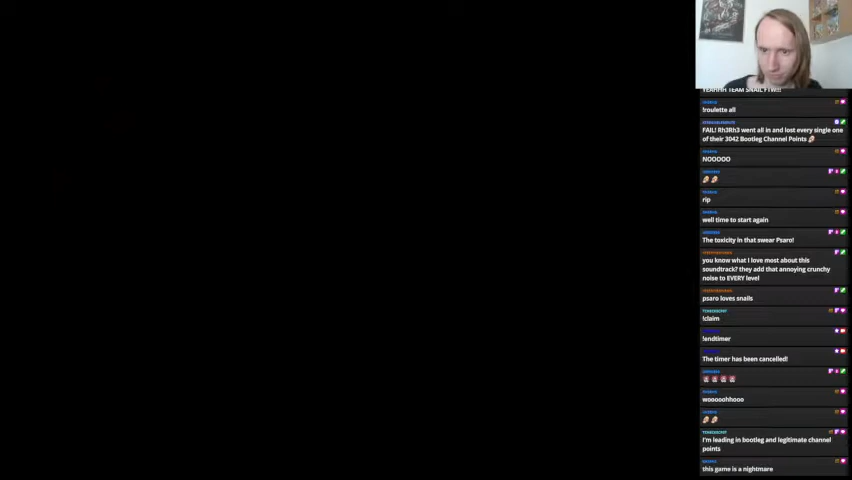 YEAHHH TEAM SNAIL FTW!!!
!roulette all
FAIL! Rh3Rh3 went all in and lost every single one
of their 3042 Bootleg Channel Points
NOOOOO
rip
well time to start again
The toxicity in that swear Psaro!
you know what I love most about this
soundtrack? they add that annoying crunchy
noise to EVERY level
psaro loves snails
!claim
!endtimer
The timer has been cancelled!
wooooohhooo
I'm leading in bootleg and legitimate channel
points
this game is a nightmare